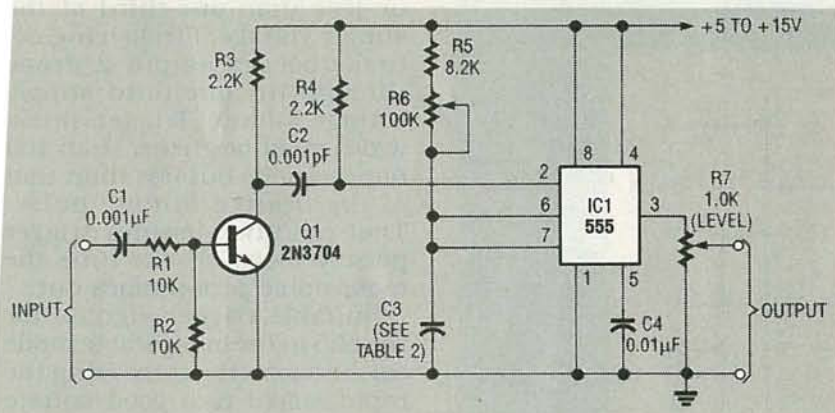 +5 TO +15V
R3
2.2K
R4
2.2K
R5
8.2K
R6
100K
C2
0.001pF
C1
0.001µF
R1
10K
R2
10K
Q1
2N3704
INPUT
C3
(SEE
TABLE 2)
8
4
2
6
7
3
1
5
IC1
555
C4
0.01µF
R7
1.0K
(LEVEL)
OUTPUT